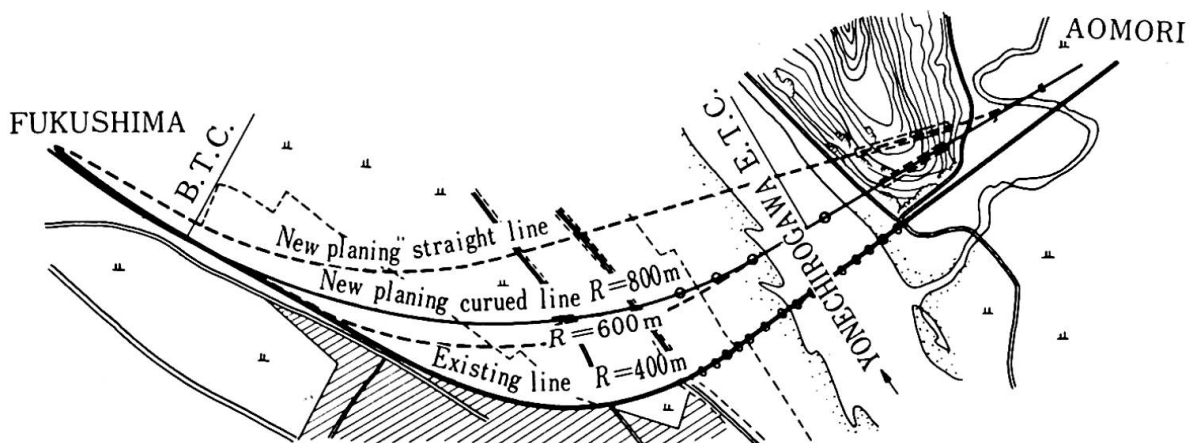 AOMORI
FUKUSHIMA
B.T.C.
E.T.C.
YONECHIROGAWA
New planing straight line
New planing curued line R=800m
R=600m
Existing line R=400m